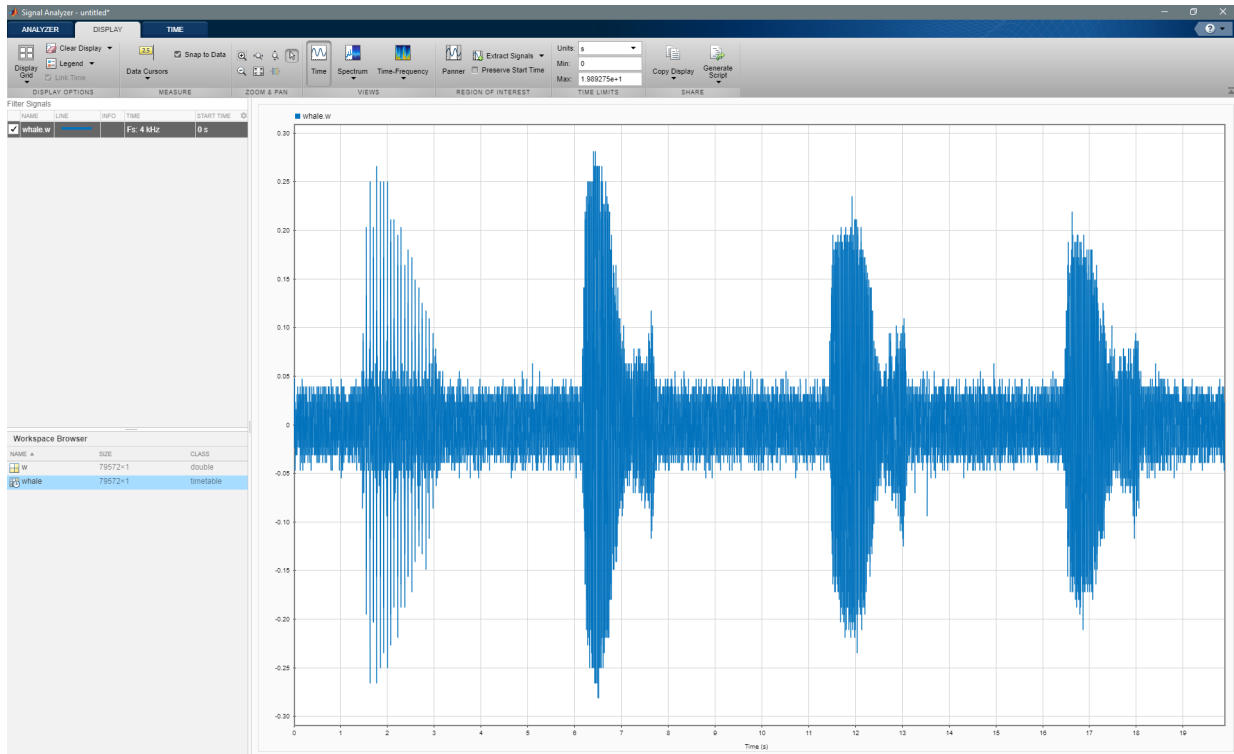 Signal Analyzer - untitled*
ANALYZER DISPLAY TIME
Display Grid
Clear Display
Legend
Link Time
DISPLAY OPTIONS
2.5
Data Cursors
Snap to Data
MEASURE
ZOOM & PAN
Time
Spectrum
Time-Frequency
VIEWS
Panner
Extract Signals
Preserve Start Time
REGION OF INTEREST
Units: s
Min: 0
Max: 1.989275e+1
TIME LIMITS
Copy Display
Generate Script
SHARE
?
Filter Signals
NAME LINE INFO TIME START TIME
whale.w Fs: 4 kHz 0 s
Workspace Browser
NAME SIZE CLASS
w 79572×1 double
whale 79572×1 timetable
whale.w
0.30
0.25
0.20
0.15
0.10
0.05
0
-0.05
-0.10
-0.15
-0.20
-0.25
-0.30
0 1 2 3 4 5 6 7 8 9 10 11 12 13 14 15 16 17 18 19
Time (s)